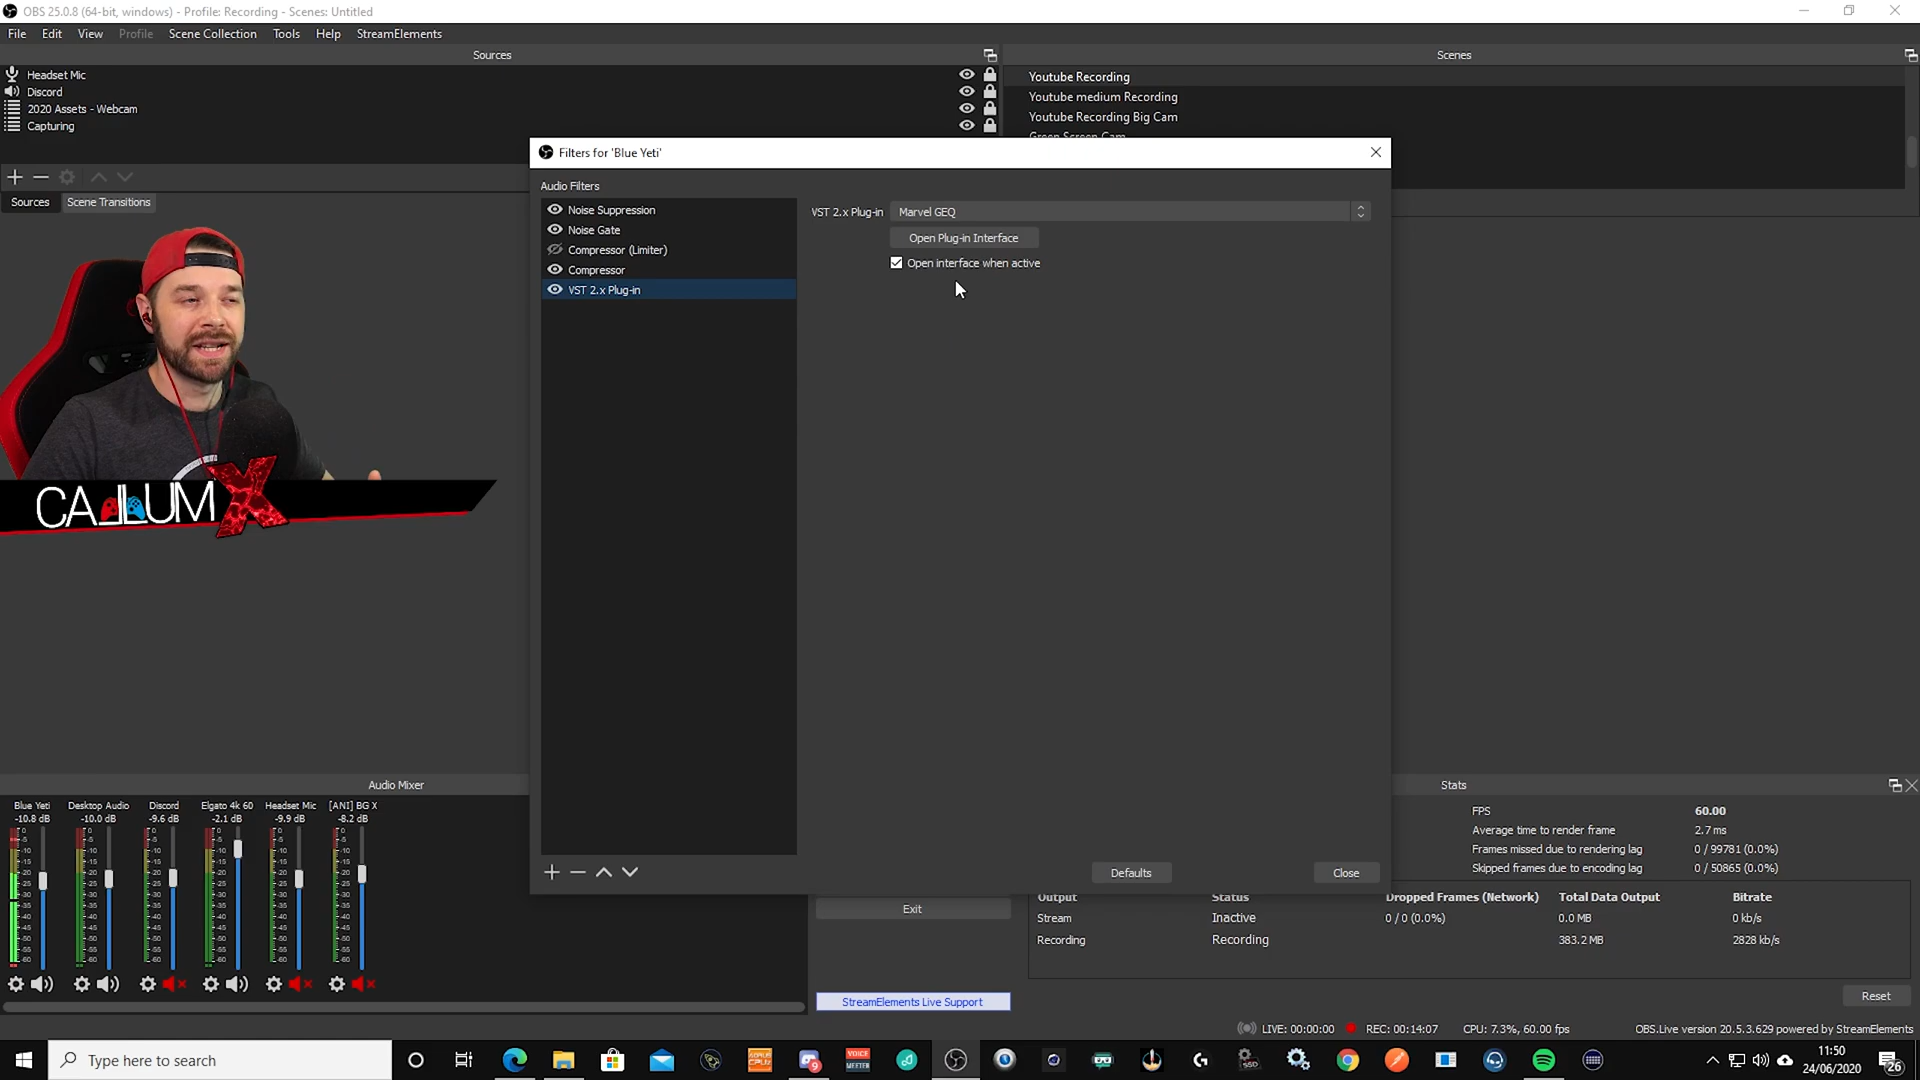 OBS 25.0.8 (64-bit, windows) - Profile: Recording - Scenes: Untitled
File Edit View Profile Scene Collection Tools Help StreamElements
Sources
Headset Mic
Discord
2020 Assets - Webcam
Capturing
Sources Scene Transitions
Scenes
Youtube Recording
Youtube medium Recording
Youtube Recording Big Cam
Green Screen Cam
Filters for 'Blue Yeti'
Audio Filters
Noise Suppression
Noise Gate
Compressor (Limiter)
Compressor
VST 2.x Plug-in
VST 2.x Plug-in Marvel GEQ
Open Plug-in Interface
Open interface when active
Defaults Close
CALLUM X
Audio Mixer
Blue Yeti Desktop Audio Discord Elgato 4k 60 Headset Mic [ANI] BG X
-10.8 dB -10.0 dB -9.6 dB -2.1 dB -9.9 dB -8.2 dB
Exit
StreamElements Live Support
Stats
FPS 60.00
Average time to render frame 2.7 ms
Frames missed due to rendering lag 0 / 99781 (0.0%)
Skipped frames due to encoding lag 0 / 50865 (0.0%)
Output Status Dropped Frames (Network) Total Data Output Bitrate
Stream Inactive 0 / 0 (0.0%) 0.0 MB 0 kb/s
Recording Recording 383.2 MB 2828 kb/s
Reset
LIVE: 00:00:00 REC: 00:14:07 CPU: 7.3%, 60.00 fps OBS.Live version 20.5.3.629 powered by StreamElements
Type here to search
11:50
24/06/2020
26